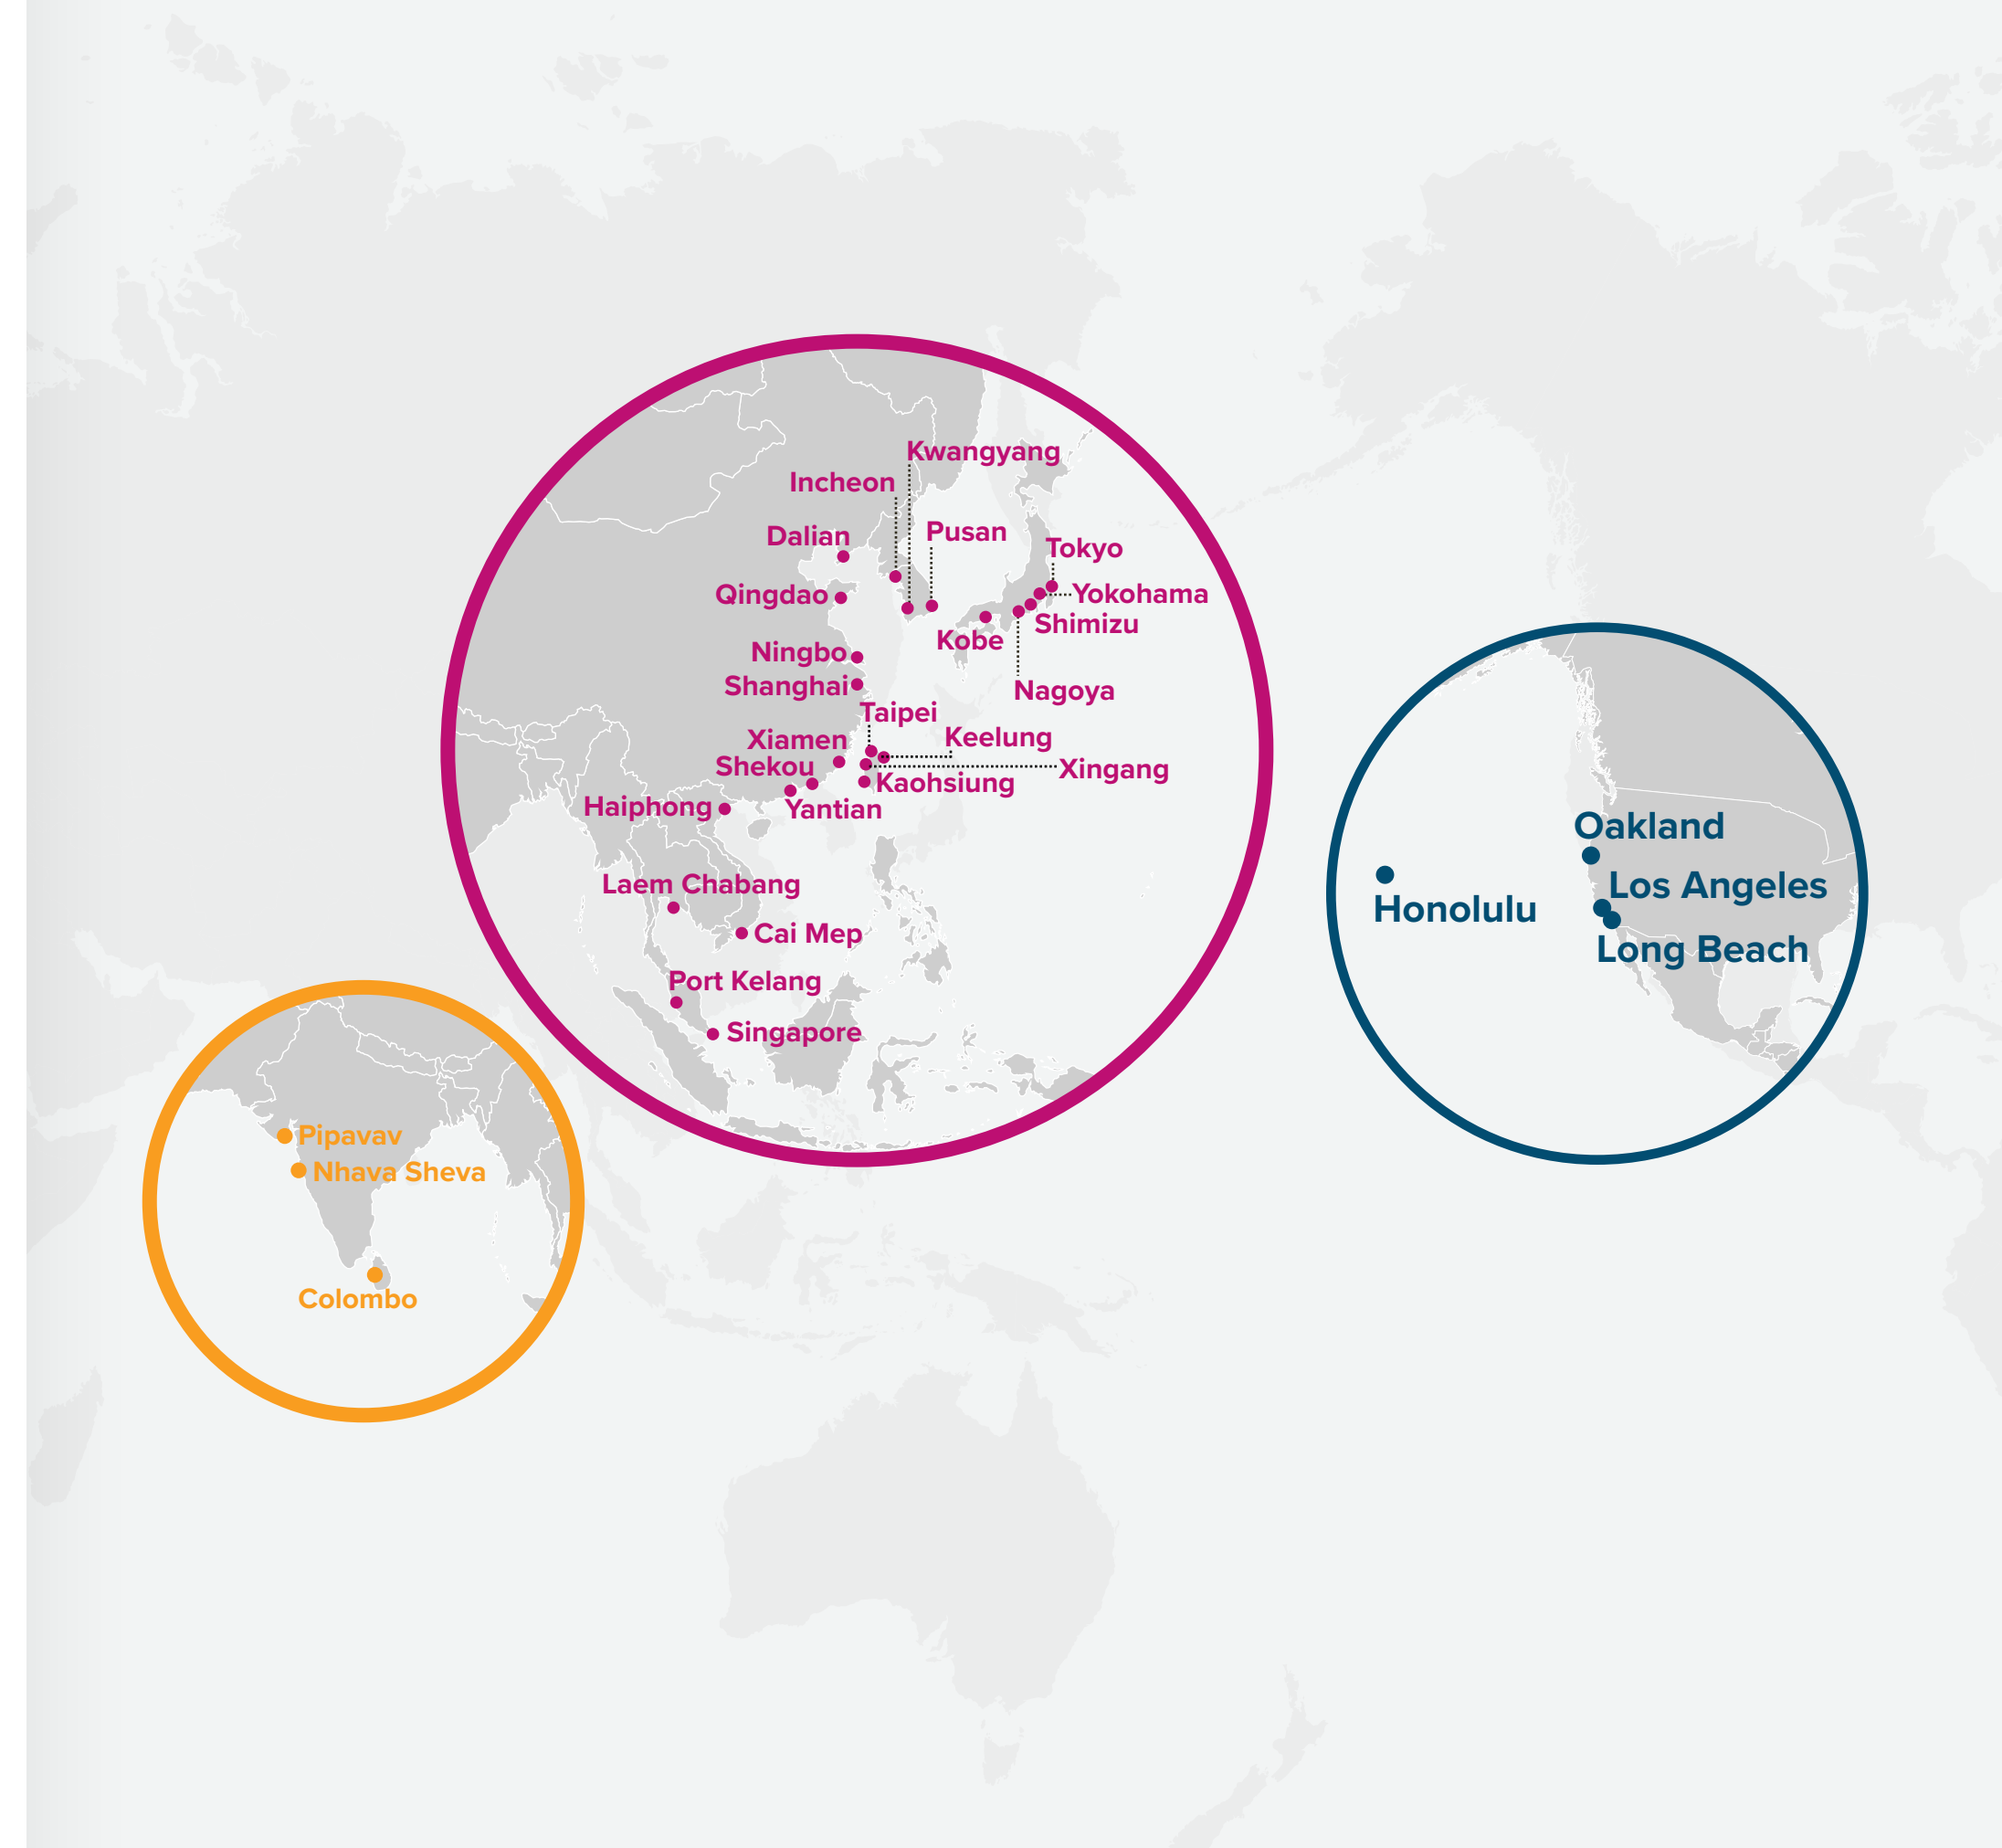 Kwangyang
Incheon
Pusan
Dalian
Tokyo
Qingdao
Yokohama
Shimizu
Kobe
Ningbo
Shanghai
Nagoya
Taipei
Xiamen
Keelung
Shekou
Xingang
Kaohsiung
Haiphong
Yantian
Laem Chabang
Cai Mep
Port Kelang
Singapore
Oakland
Los Angeles
Honolulu
Long Beach
Pipavav
Nhava Sheva
Colombo